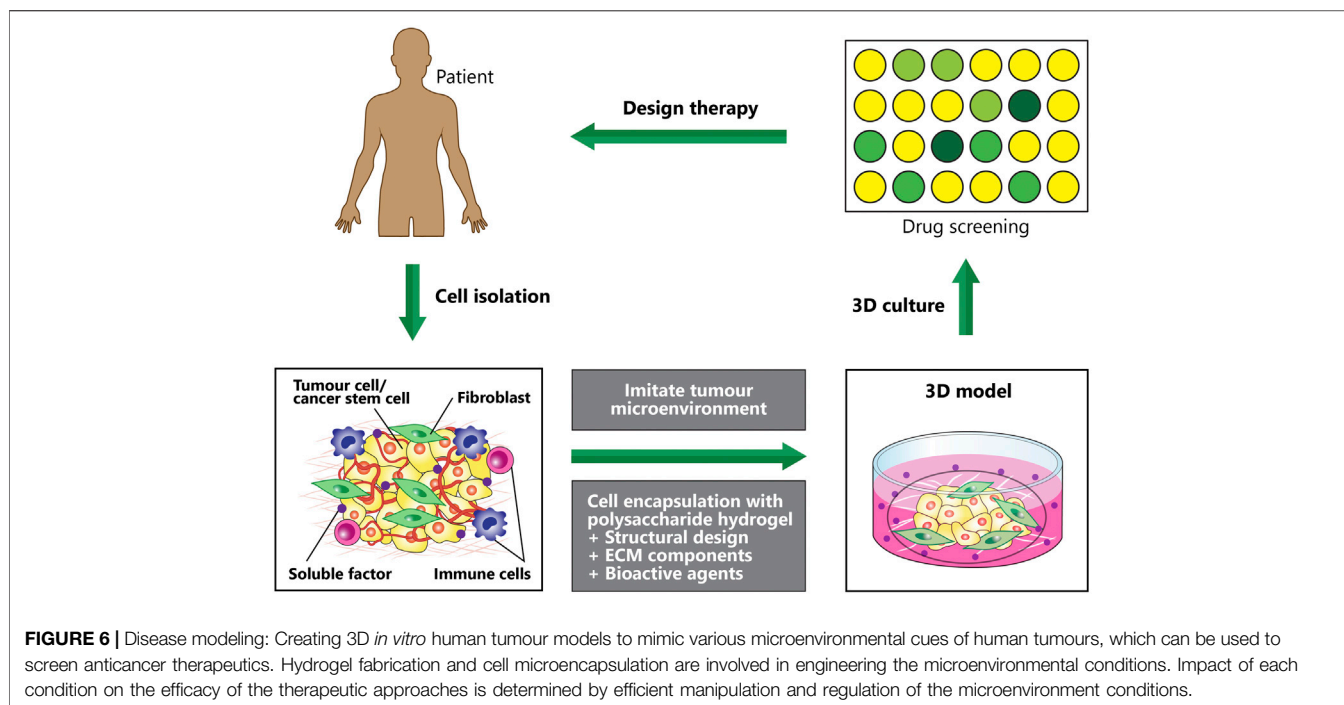 Patient
Design therapy
Drug screening
Cell isolation
3D culture
Tumour cell/
cancer stem cell
Fibroblast
Soluble factor
Immune cells
Imitate tumour
microenvironment
Cell encapsulation with
polysaccharide hydrogel
+ Structural design
+ ECM components
+ Bioactive agents
3D model
FIGURE 6 | Disease modeling: Creating 3D in vitro human tumour models to mimic various microenvironmental cues of human tumours, which can be used to
screen anticancer therapeutics. Hydrogel fabrication and cell microencapsulation are involved in engineering the microenvironmental conditions. Impact of each
condition on the efficacy of the therapeutic approaches is determined by efficient manipulation and regulation of the microenvironment conditions.